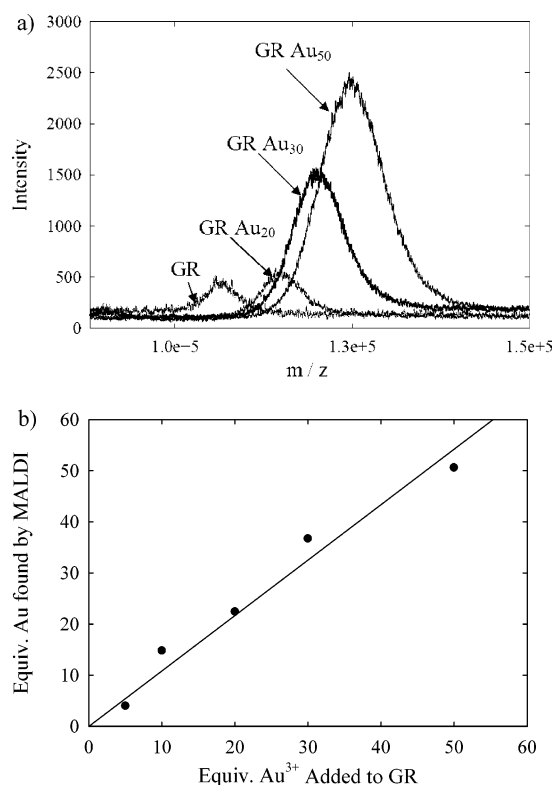 a)
3000
2500
2000
1500
1000
500
0
Intensity
GR Au50
GR Au30
GR Au20
GR
1.0e-5 1.3e+5 1.5e+5
m / z
b)
60
50
40
30
20
10
0
Equiv. Au found by MALDI
0 10 20 30 40 50 60
Equiv. Au3+ Added to GR